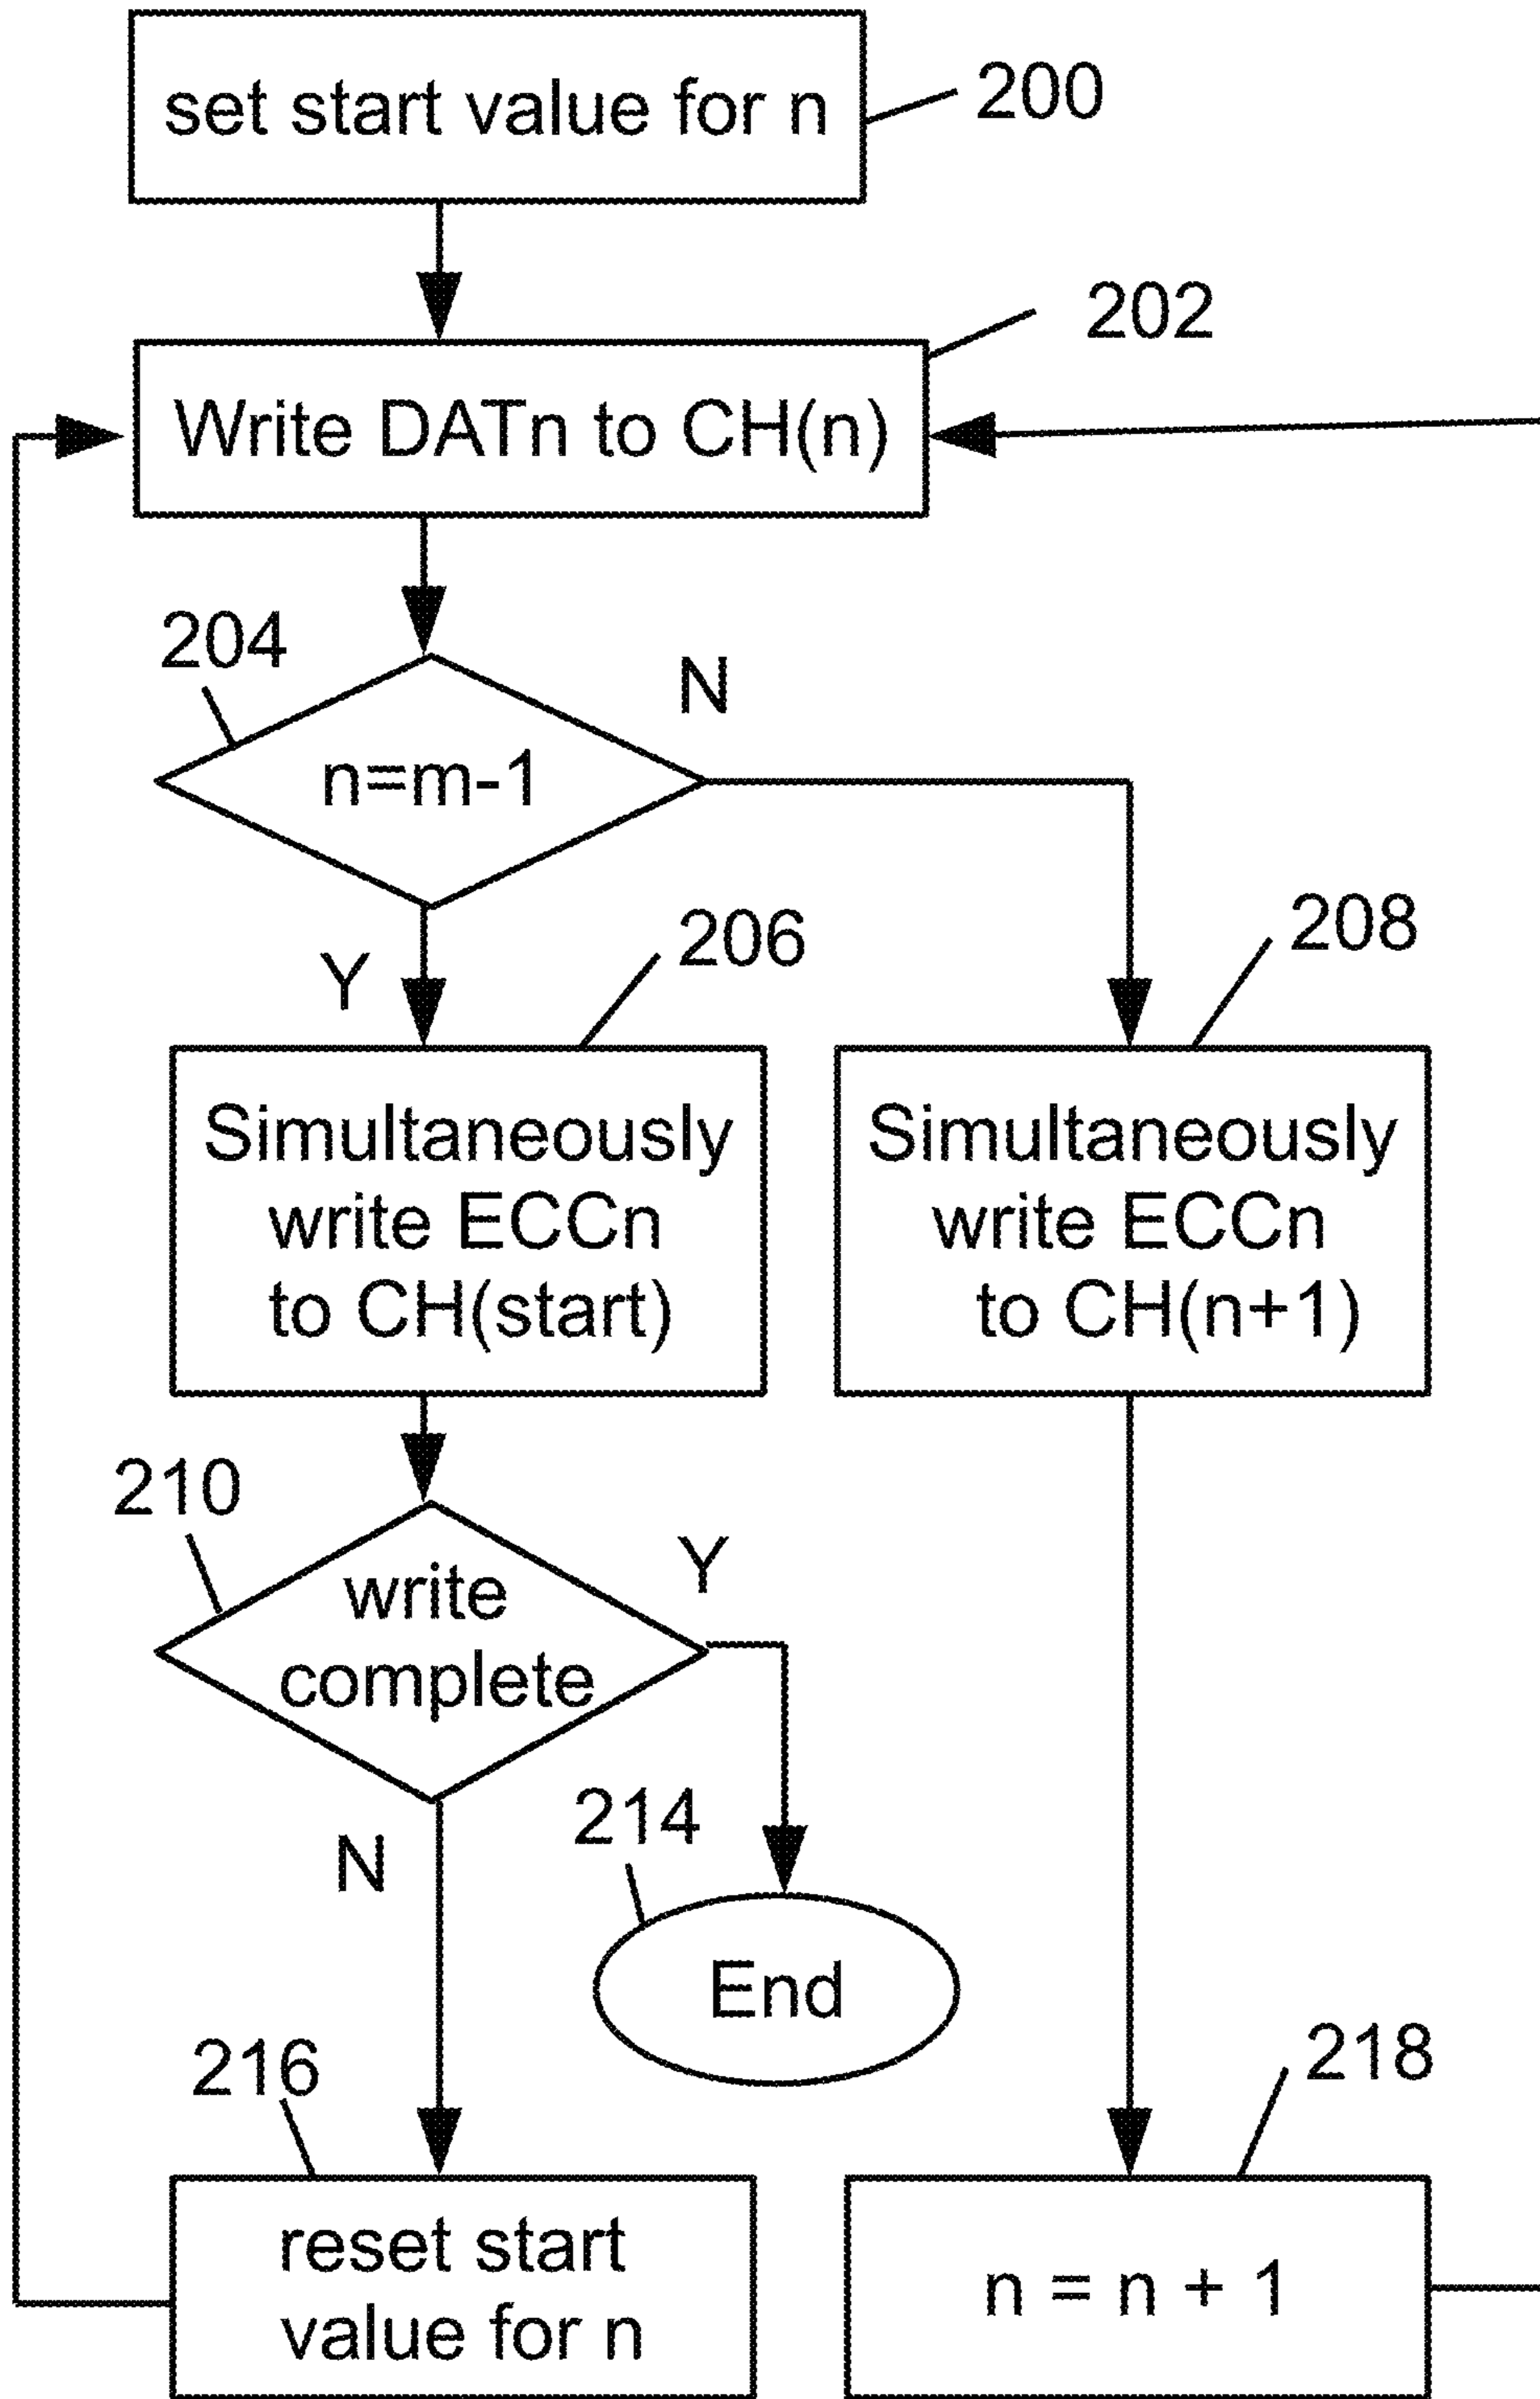 set start value for n
200
202
Write DATn to CH(n)
204
N
n=m-1
206
208
Y
Simultaneously
write ECCn
to CH(start)
Simultaneously
write ECCn
to CH(n+1)
210
Y
write
complete
214
N
End
216
218
reset start
value for n
n = n + 1